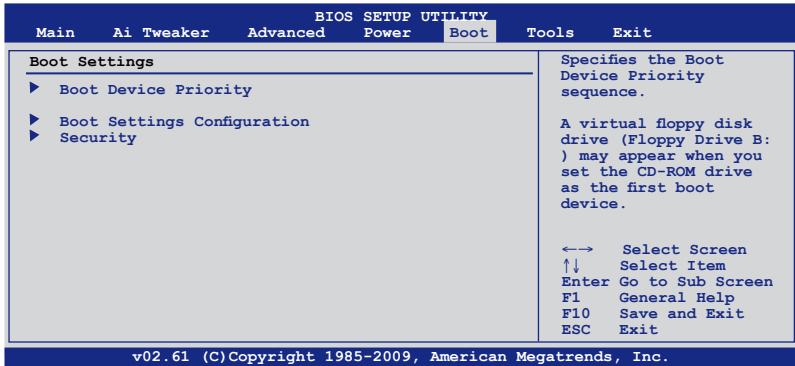 BIOS SETUP UTILITY
Main Ai Tweaker Advanced Power Boot Tools Exit
Boot Settings
Boot Device Priority
Boot Settings Configuration
Security
Specifies the Boot
Device Priority
sequence.
A virtual floppy disk
drive (Floppy Drive B:
) may appear when you
set the CD-ROM drive
as the first boot
device.
←→ Select Screen
↑↓ Select Item
Enter Go to Sub Screen
F1 General Help
F10 Save and Exit
ESC Exit
v02.61 (C)Copyright 1985-2009, American Megatrends, Inc.